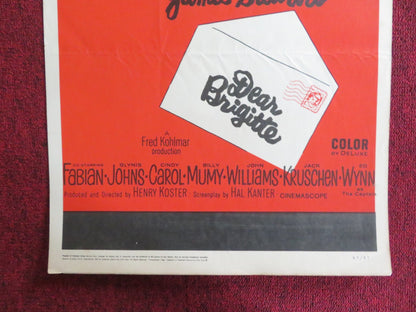 James Stewart
Dear
Brigitte
A
Fred Kohlmar
production
COLOR
BY DELUXE
CO-STARRING
FABIAN · GLYNIS JOHNS · CINDY CAROL · BILLY MUMY · JOHN WILLIAMS · JACK KRUSCHEN · ED WYNN AS THE CAPTAIN
Produced and Directed by HENRY KOSTER · Screenplay by HAL KANTER CINEMASCOPE